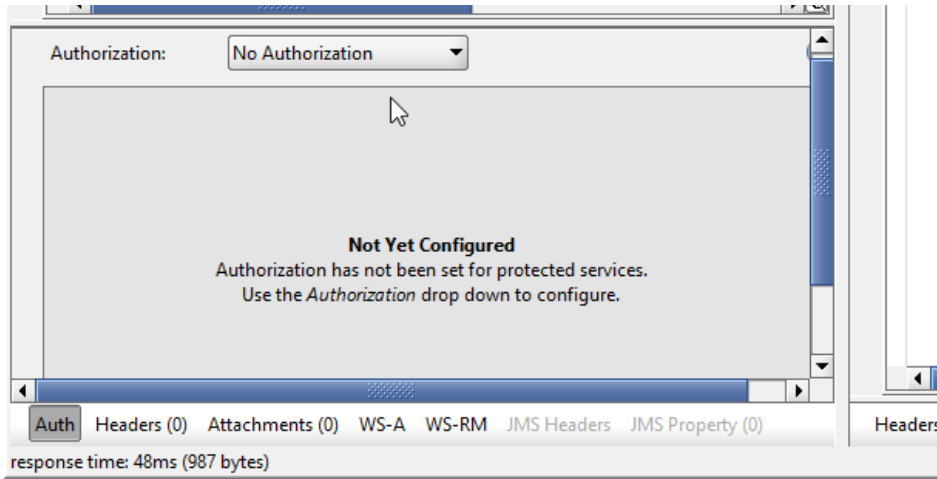 Authorization: No Authorization
Not Yet Configured
Authorization has not been set for protected services.
Use the Authorization drop down to configure.
Auth Headers (0) Attachments (0) WS-A WS-RM JMS Headers JMS Property (0) Headers
response time: 48ms (987 bytes)